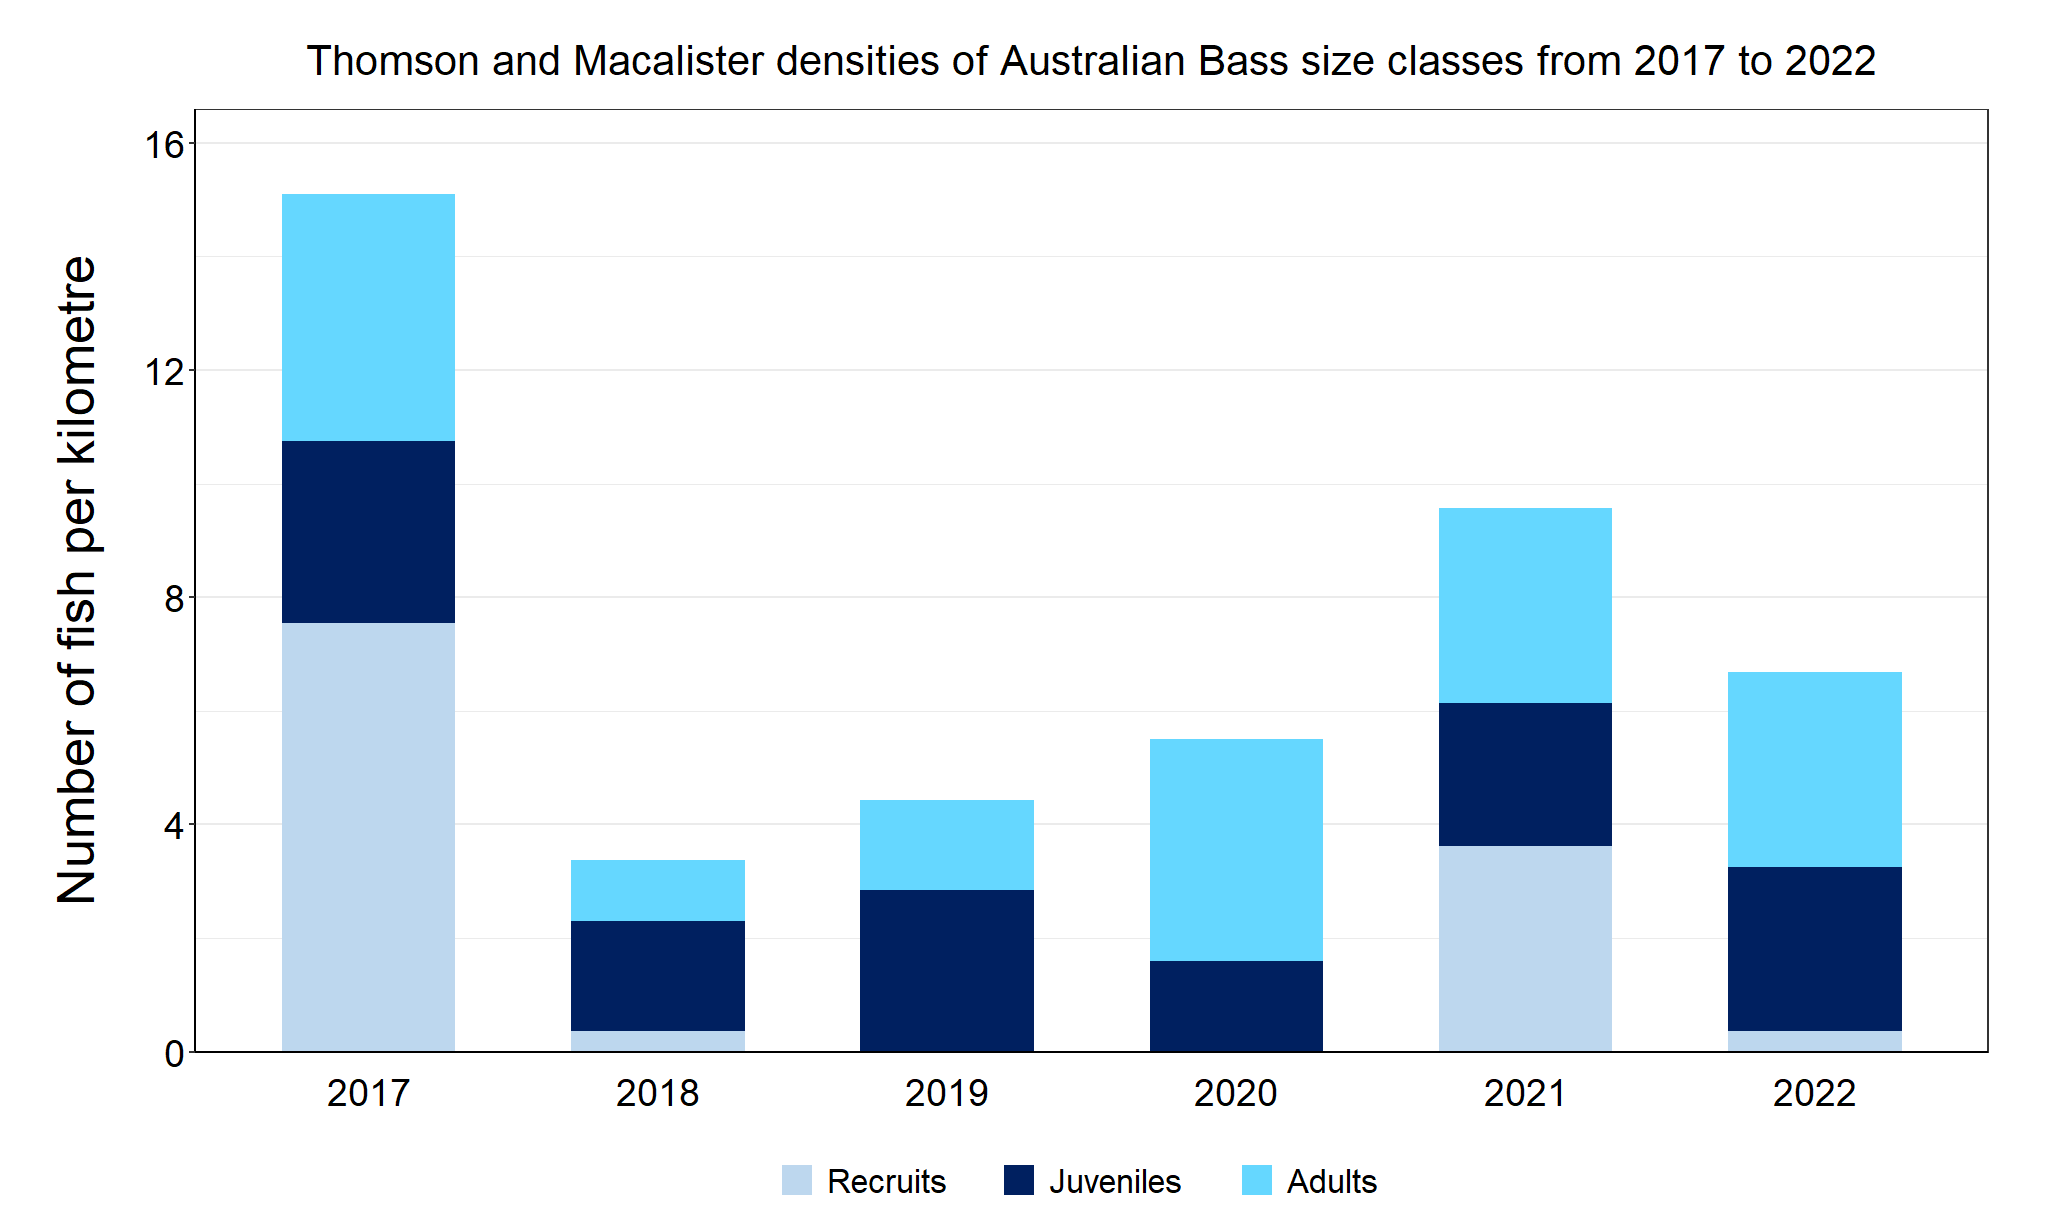 Thomson and Macalister densities of Australian Bass size classes from 2017 to 2022
Number of fish per kilometre
16
12
8
4
0
2017 2018 2019 2020 2021 2022
Recruits Juveniles Adults